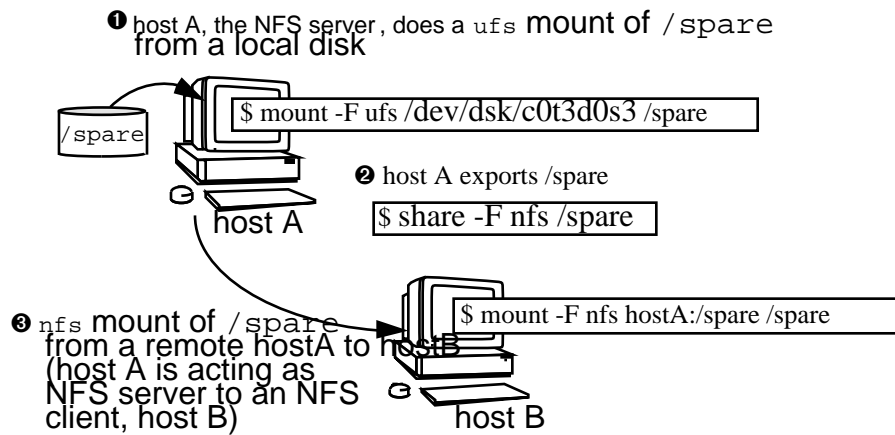 ❶ host A, the NFS server, does a ufs mount of /spare
from a local disk
/spare
$ mount -F ufs /dev/dsk/c0t3d0s3 /spare
host A
❷ host A exports /spare
$ share -F nfs /spare
❸ nfs mount of /spare
from a remote hostA to hostB
(host A is acting as
NFS server to an NFS
client, host B)
$ mount -F nfs hostA:/spare /spare
host B